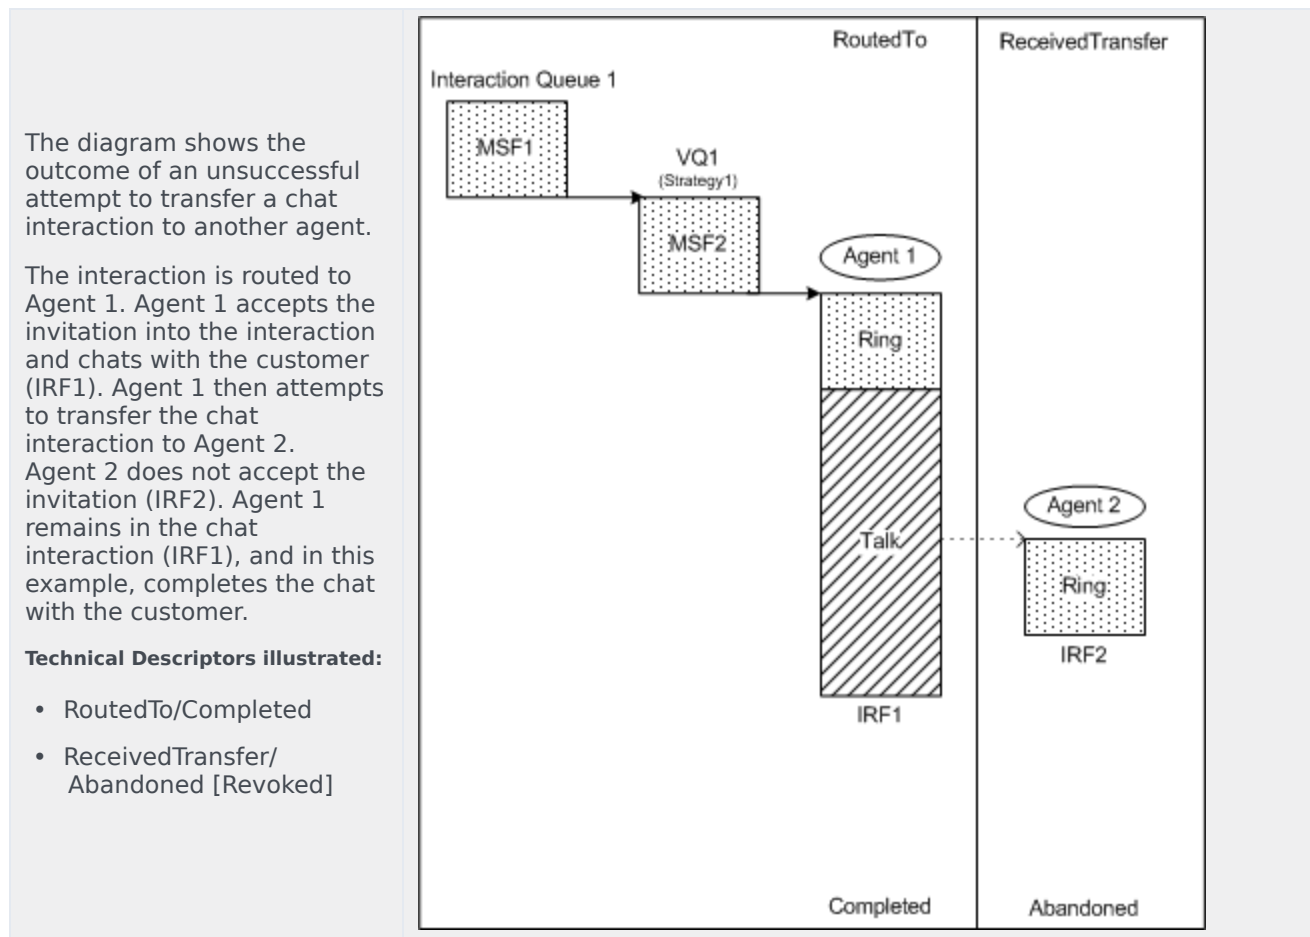 The diagram shows the
outcome of an unsuccessful
attempt to transfer a chat
interaction to another agent.
The interaction is routed to
Agent 1. Agent 1 accepts the
invitation into the interaction
and chats with the customer
(IRF1). Agent 1 then attempts
to transfer the chat
interaction to Agent 2.
Agent 2 does not accept the
invitation (IRF2). Agent 1
remains in the chat
interaction (IRF1), and in this
example, completes the chat
with the customer.
Technical Descriptors illustrated:
• RoutedTo/Completed
• ReceivedTransfer/
Abandoned [Revoked]
RoutedTo
ReceivedTransfer
Interaction Queue 1
MSF1
VQ1
(Strategy1)
MSF2
Agent 1
Ring
Talk
IRF1
Agent 2
Ring
IRF2
Completed
Abandoned